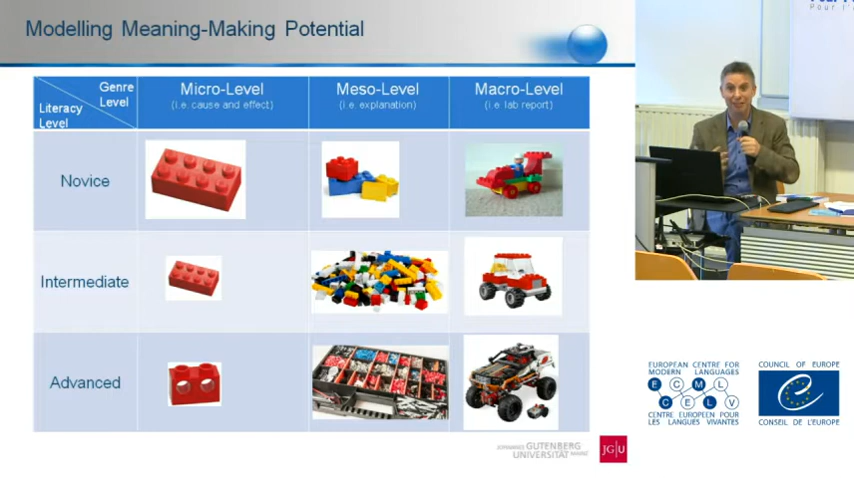 Modelling Meaning-Making Potential
Pour l'
Genre
Level
Literacy
Level
Micro-Level
(i.e. cause and effect)
Meso-Level
(i.e. explanation)
Macro-Level
(i.e. lab report)
Novice
Intermediate
Advanced
EUROPEAN CENTRE FOR
MODERN LANGUAGES
E C M L
C E L V
CENTRE EUROPEEN POUR
LES LANGUES VIVANTES
COUNCIL OF EUROPE
CONSEIL DE L'EUROPE
JOHANNES GUTENBERG
UNIVERSITÄT MAINZ
JG|U